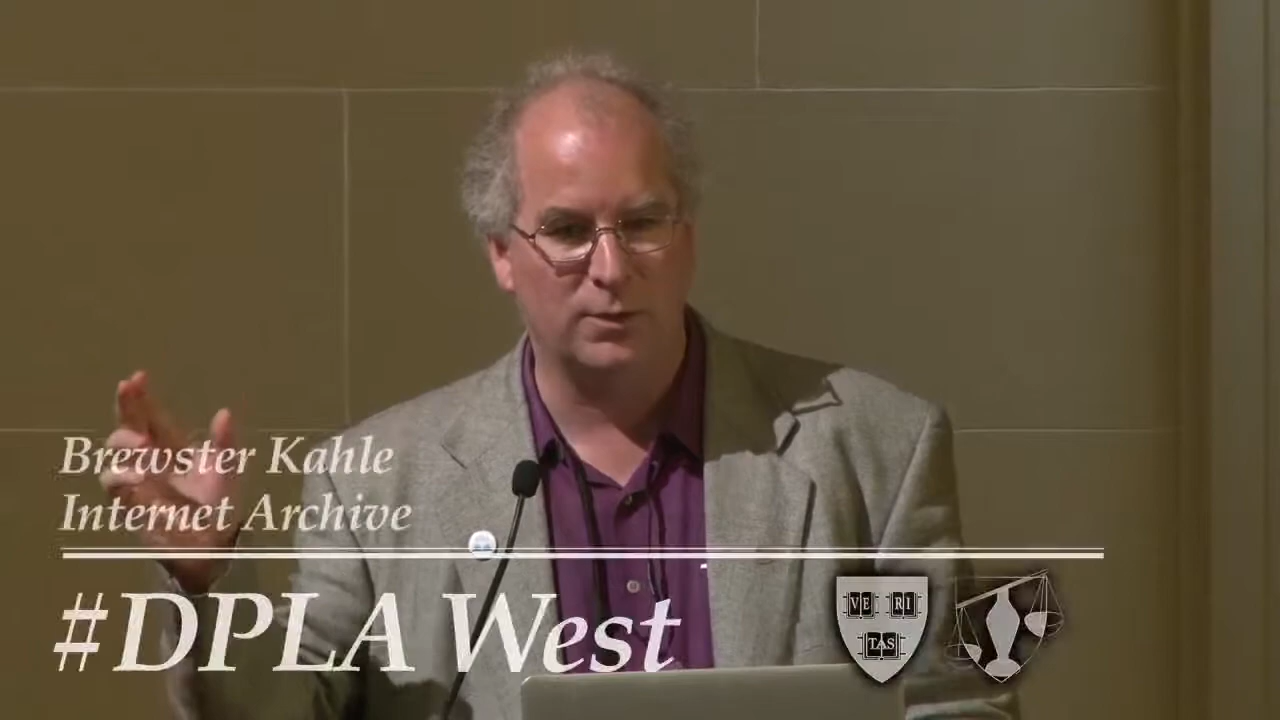 Brewster Kahle
Internet Archive
#DPLA West
VE RI
TAS